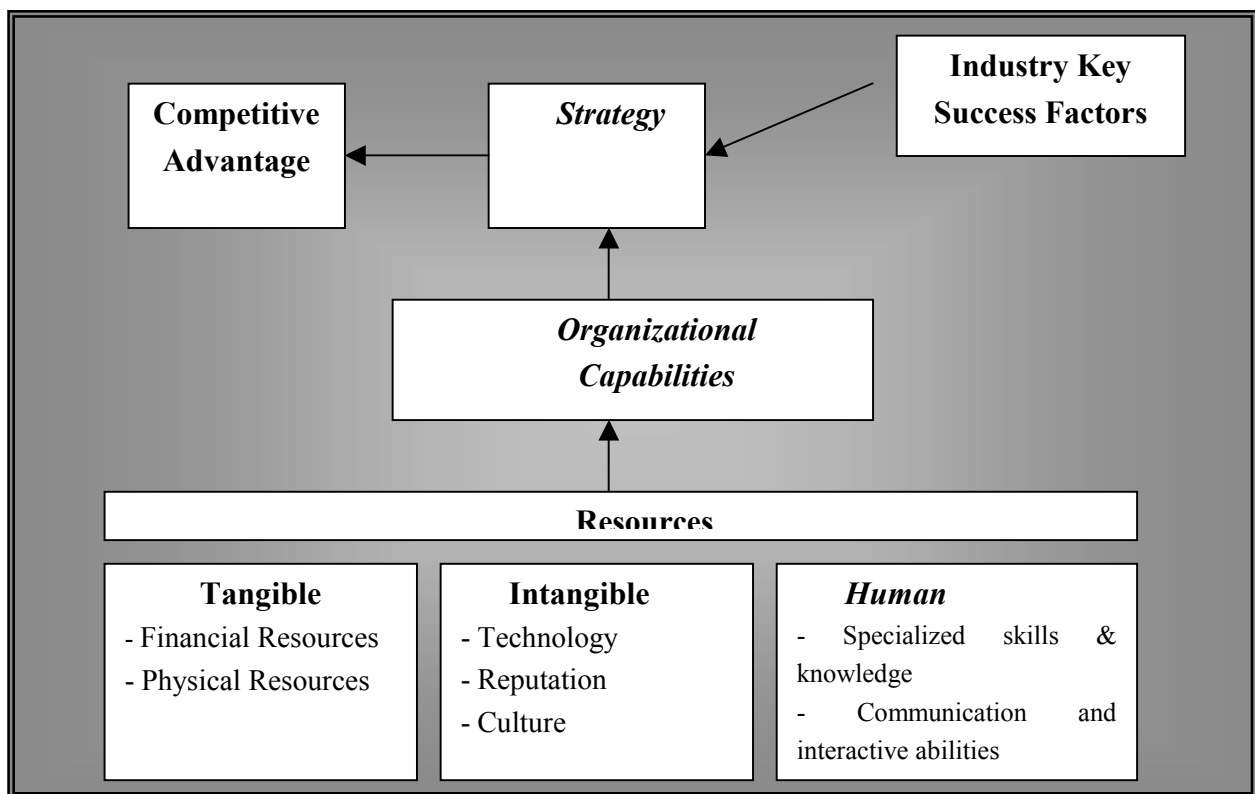 Competitive
Advantage
Strategy
Industry Key
Success Factors
Organizational
Capabilities
Resources
Tangible
- Financial Resources
- Physical Resources
Intangible
- Technology
- Reputation
- Culture
Human
- Specialized skills &
knowledge
- Communication and
interactive abilities